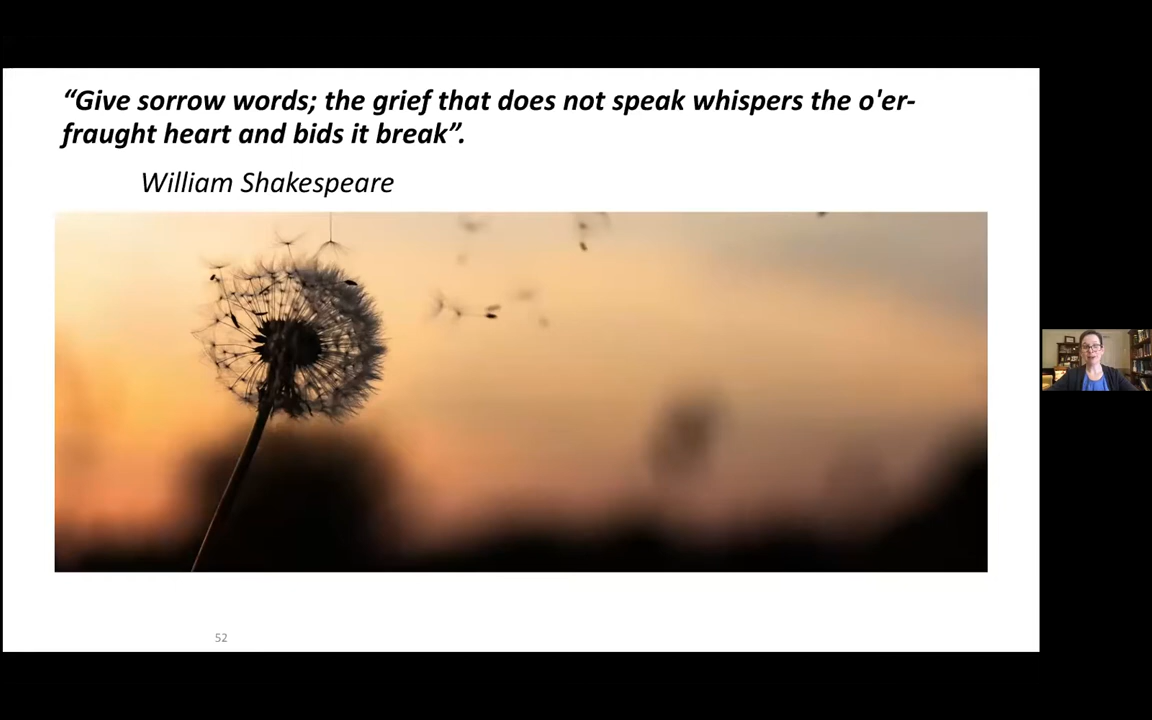 “Give sorrow words; the grief that does not speak whispers the o'er-
fraught heart and bids it break”.
William Shakespeare
52